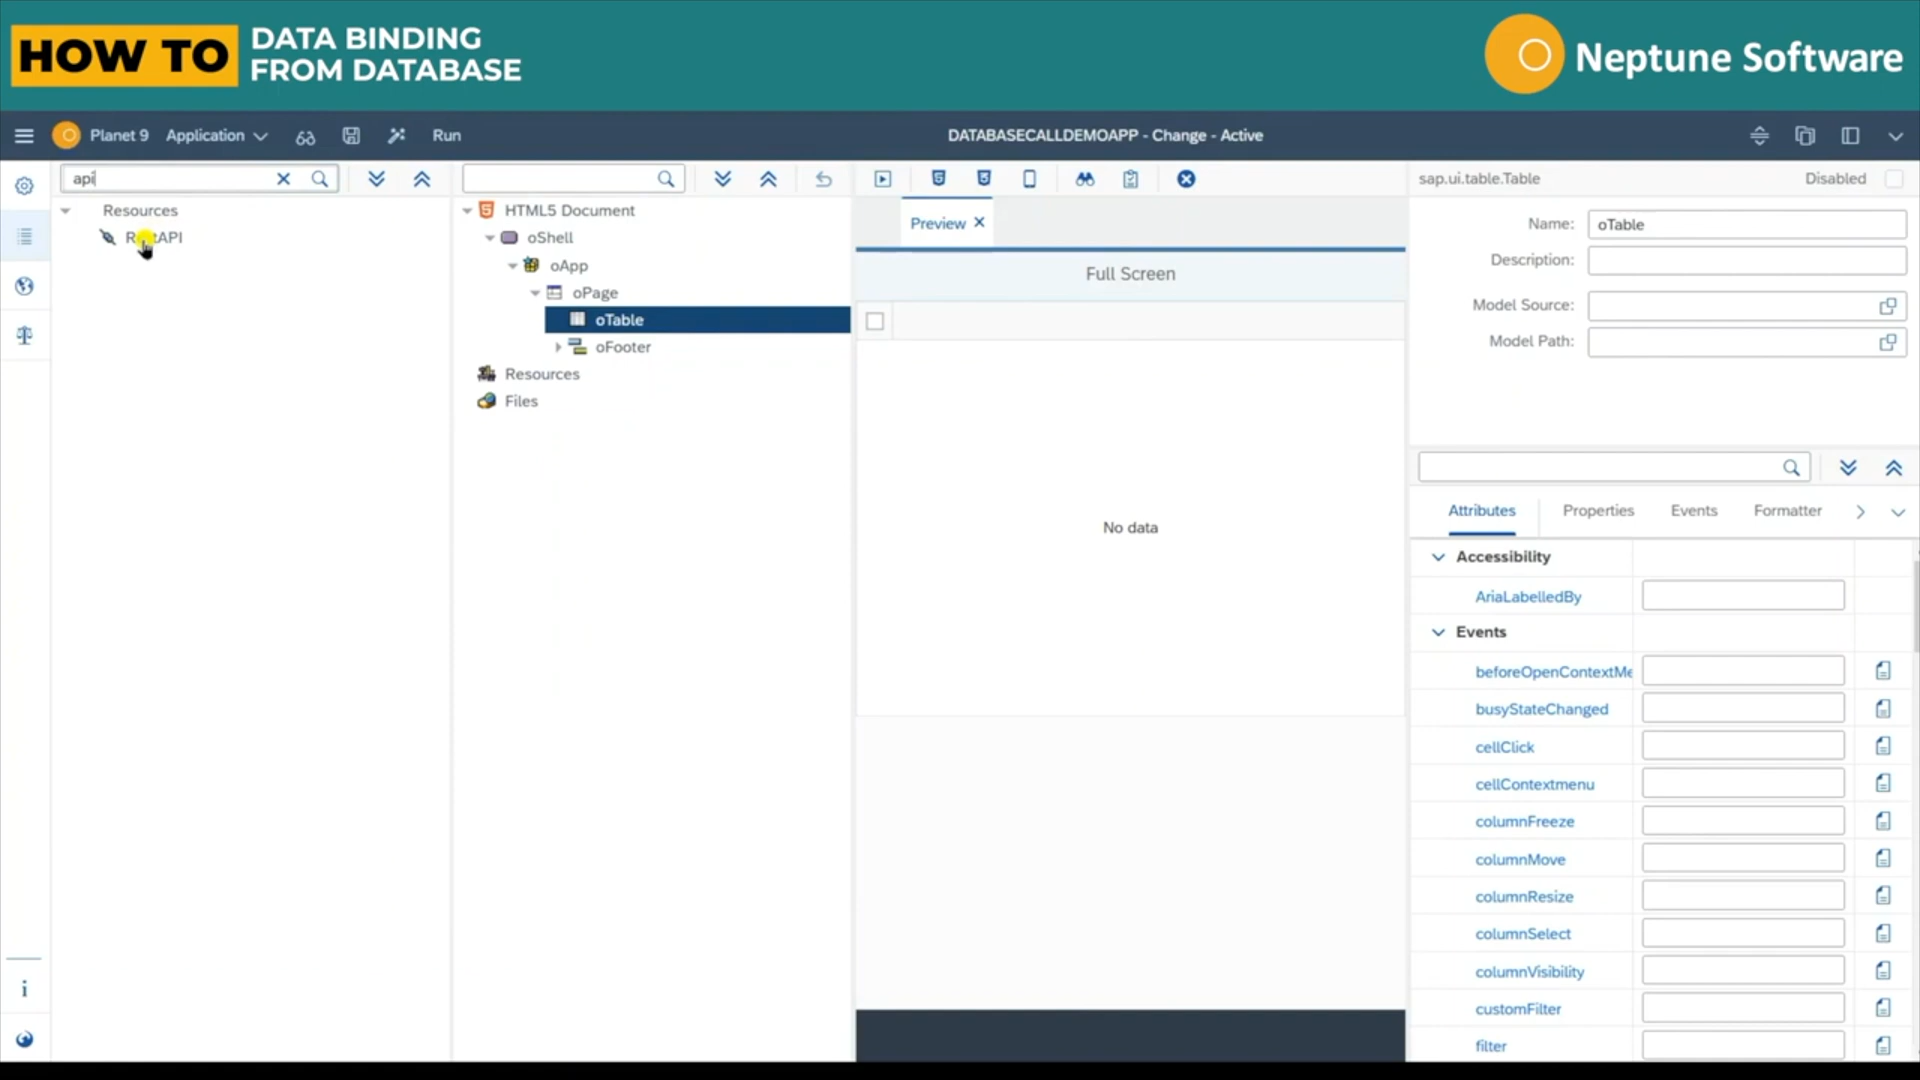 HOW TO
DATA BINDING
FROM DATABASE
Neptune Software
Planet 9
Application
Run
DATABASECALLDEMOAPP - Change - Active
api
sap.ui.table.Table
Disabled
Resources
HTML5 Document
oShell
oApp
oPage
oTable
oFooter
Resources
Files
Preview
Full Screen
No data
Name:
oTable
Description:
Model Source:
Model Path:
Attributes
Properties
Events
Formatter
Accessibility
AriaLabelledBy
Events
beforeOpenContextMe
busyStateChanged
cellClick
cellContextmenu
columnFreeze
columnMove
columnResize
columnSelect
columnVisibility
customFilter
filter